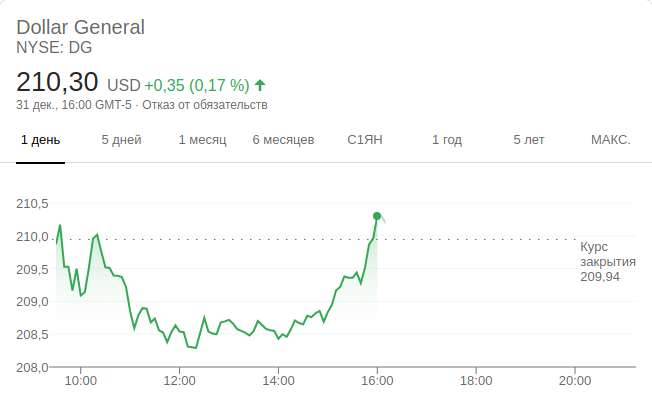 Dollar General
NYSE: DG
210,30 USD +0,35 (0,17 %)
31 дек., 16:00 GMT-5 · Отказ от обязательств
1 день 5 дней 1 месяц 6 месяцев С1ЯН 1 год 5 лет МАКС.
210,5
210,0
Курс
закрытия
209,94
209,5
209,0
208,5
208,0
10:00 12:00 14:00 16:00 18:00 20:00